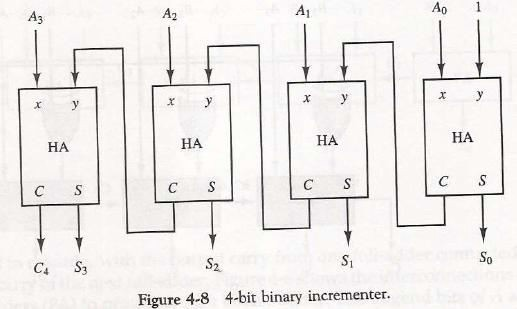 A3 A2 A1 A0 1
x y x y x y x y
HA HA HA HA
C S C S C S C S
C4 S3 S2 S1 S0
Figure 4-8 4-bit binary incrementer.